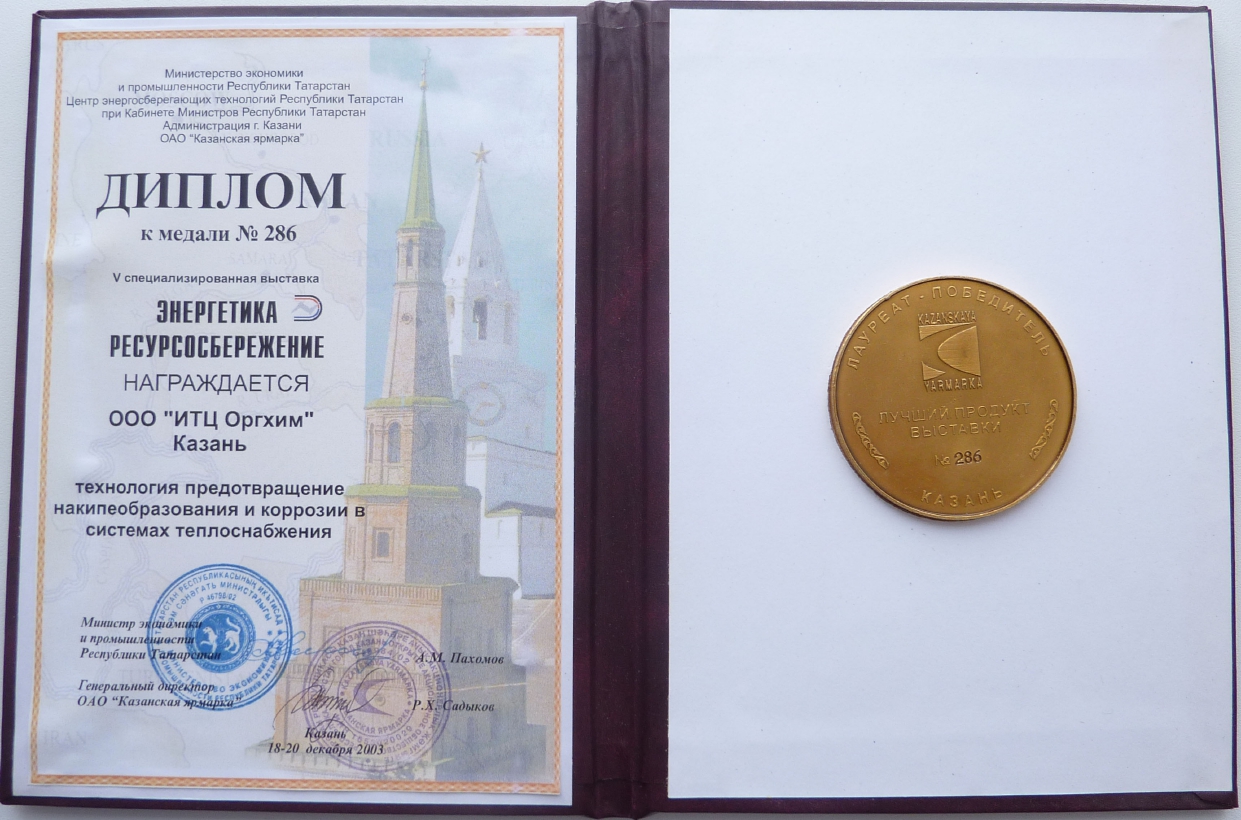 Министерство экономики
и промышленности Республики Татарстан
Центр энергосберегающих технологий Республики Татарстан
при Кабинете Министров Республики Татарстан
Администрация г. Казани
ОАО "Казанская ярмарка"
ДИПЛОМ
к медали № 286
V специализированная выставка
ЭНЕРГЕТИКА
РЕСУРСОСБЕРЕЖЕНИЕ
НАГРАЖДАЕТСЯ
ООО "ИТЦ Оргхим"
Казань
технология предотвращение
накипеобразования и коррозии в
системах теплоснабжения
Министр экономики
и промышленности
Республики Татарстан
А.М. Пахомов
Генеральный директор
ОАО "Казанская ярмарка"
Р.Х. Садыков
Казань
18-20 декабря 2003
ЛАУРЕАТ · ПОБЕДИТЕЛЬ
KAZANSKAYA
YARMARKA
ЛУЧШИЙ ПРОДУКТ
ВЫСТАВКИ
№ 286
КАЗАНЬ